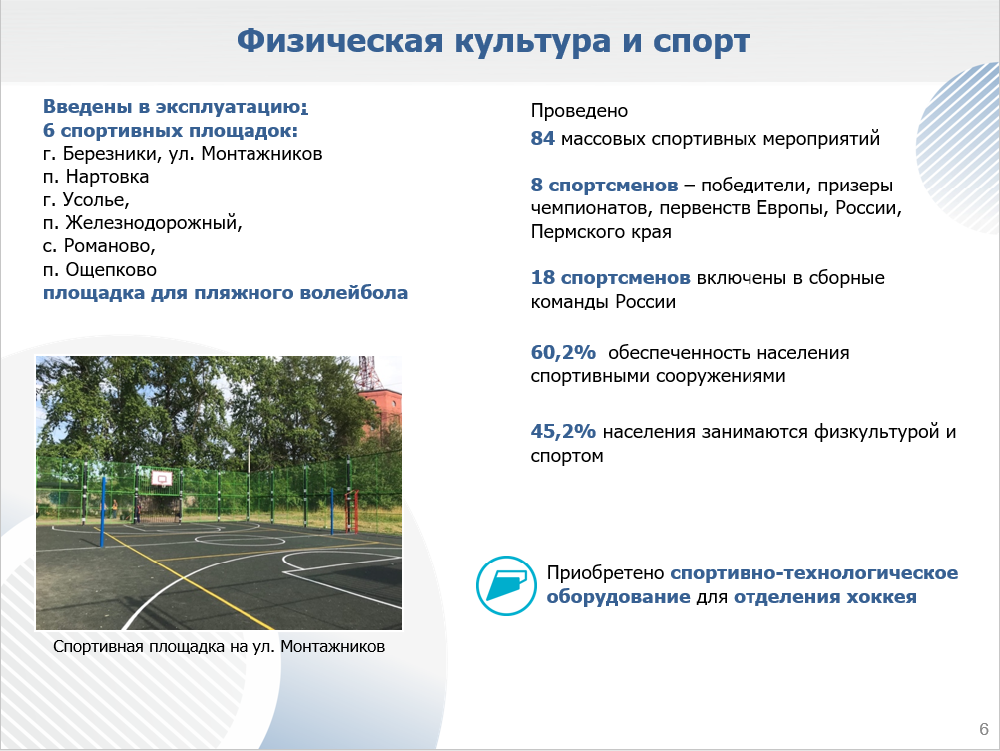 Физическая культура и спорт
Введены в эксплуатацию:
6 спортивных площадок:
г. Березники, ул. Монтажников
п. Нартовка
г. Усолье,
п. Железнодорожный,
с. Романово,
п. Ощепково
площадка для пляжного волейбола
Спортивная площадка на ул. Монтажников
Проведено
84 массовых спортивных мероприятий
8 спортсменов – победители, призеры
чемпионатов, первенств Европы, России,
Пермского края
18 спортсменов включены в сборные
команды России
60,2% обеспеченность населения
спортивными сооружениями
45,2% населения занимаются физкультурой и
спортом
Приобретено спортивно-технологическое
оборудование для отделения хоккея
6